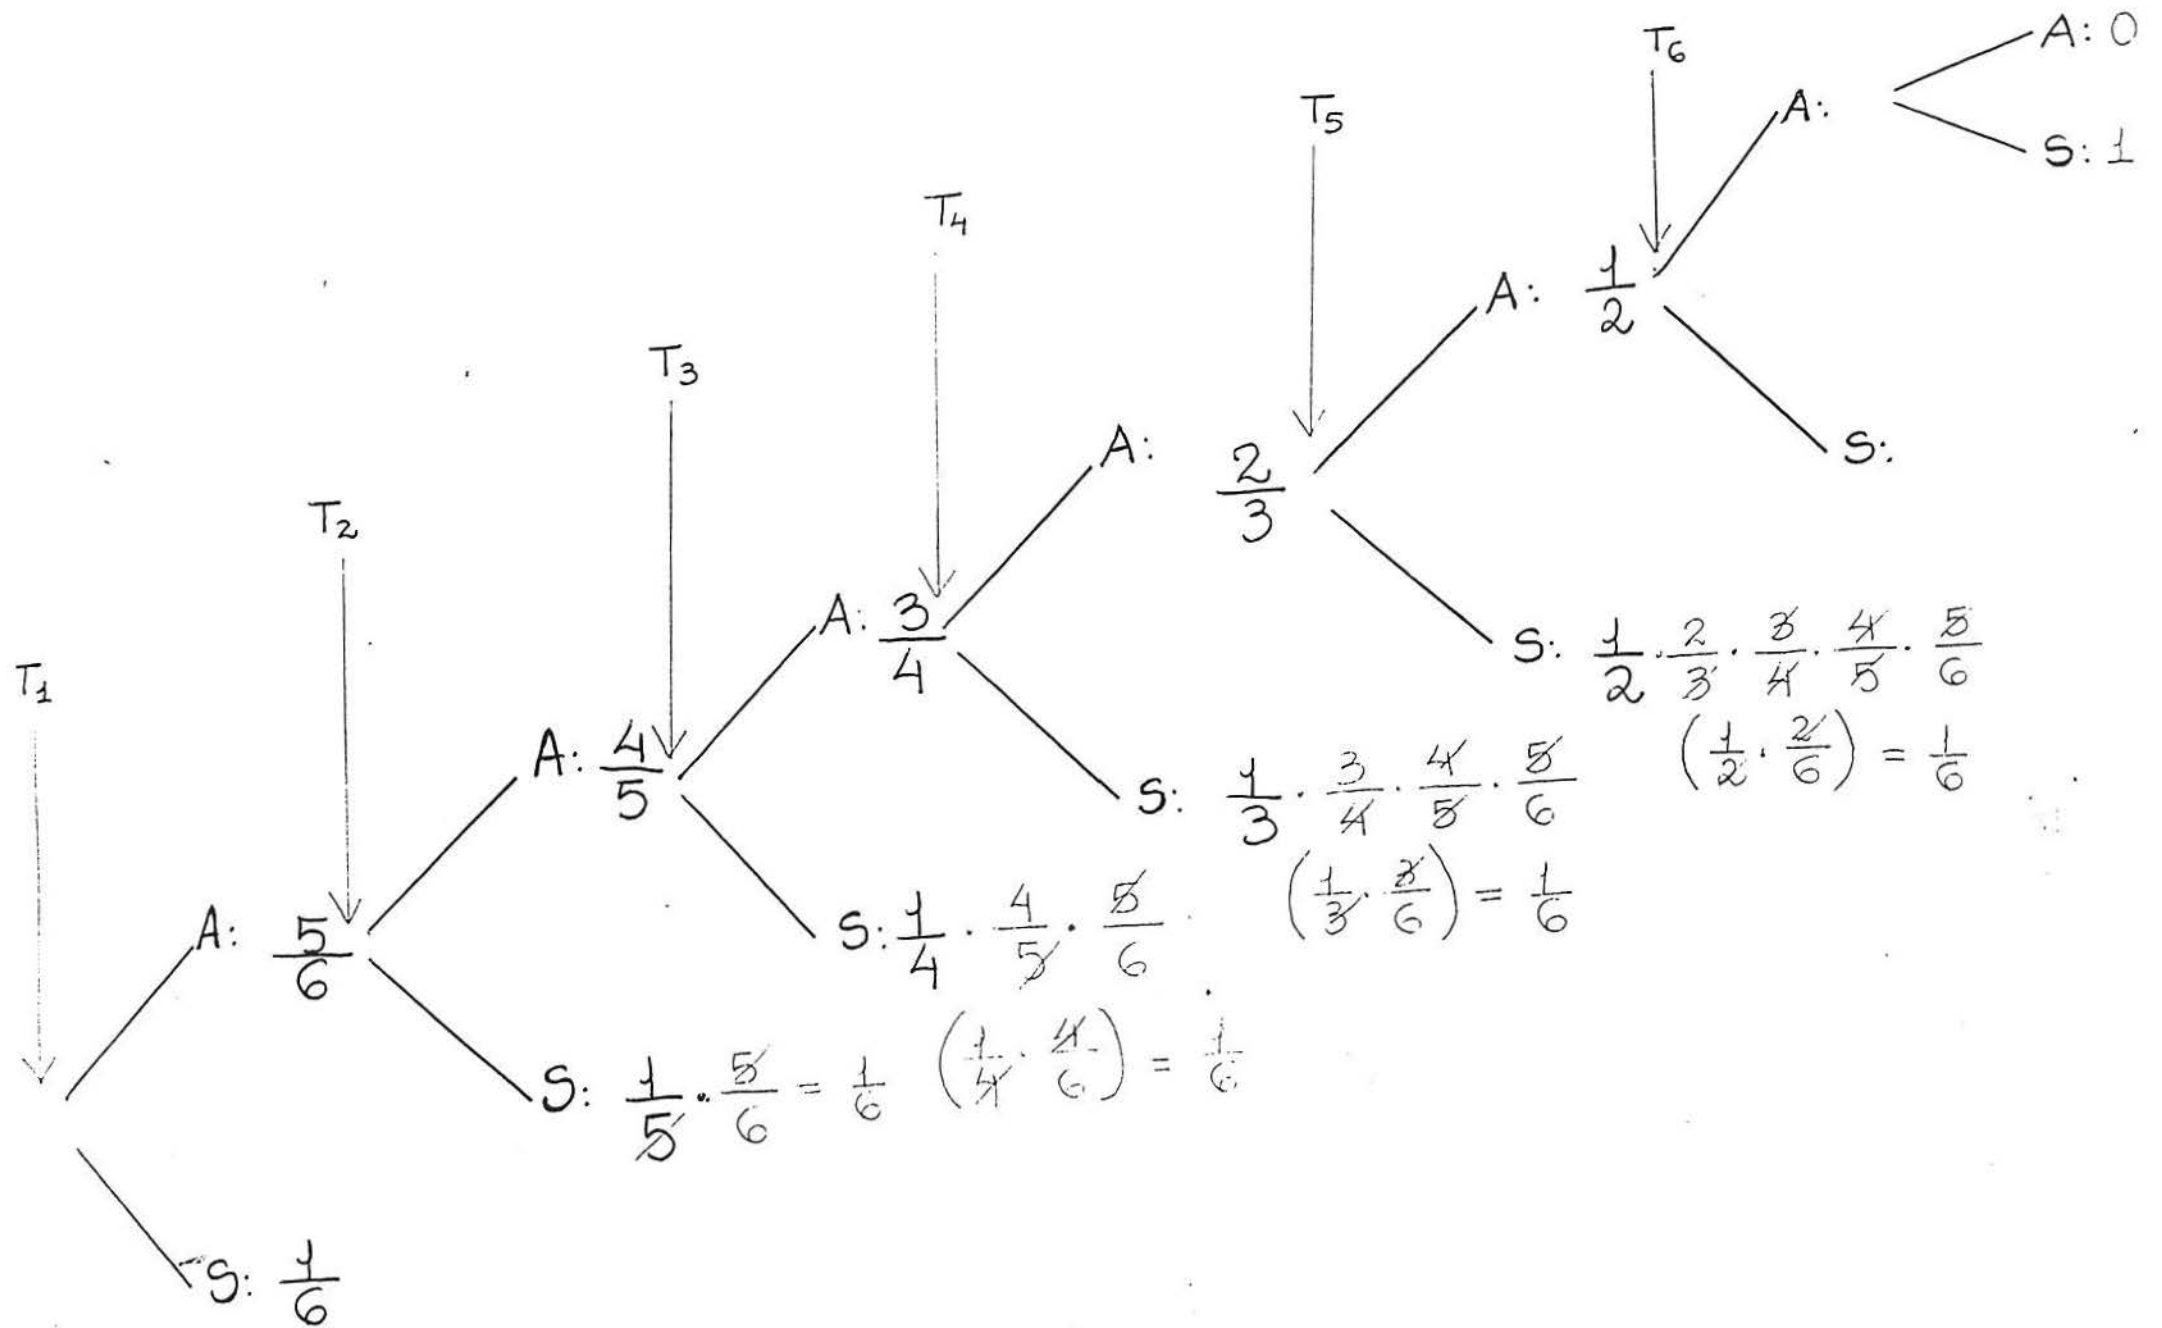 A: 0
T6
A:
S: 1
T5
T4
A: 1/2
T3
A:
S:
2/3
T2
A: 3/4
S: 1/2 · 2/3 · 3/4 · 4/5 · 5/6
T1
(1/2 · 2/6) = 1/6
A: 4/5
S: 1/3 · 3/4 · 4/5 · 5/6
(1/3 · 3/6) = 1/6
A: 5/6
S: 1/4 · 4/5 · 5/6
(1/4 · 4/6) = 1/6
S: 1/5 · 5/6 = 1/6
S: 1/6